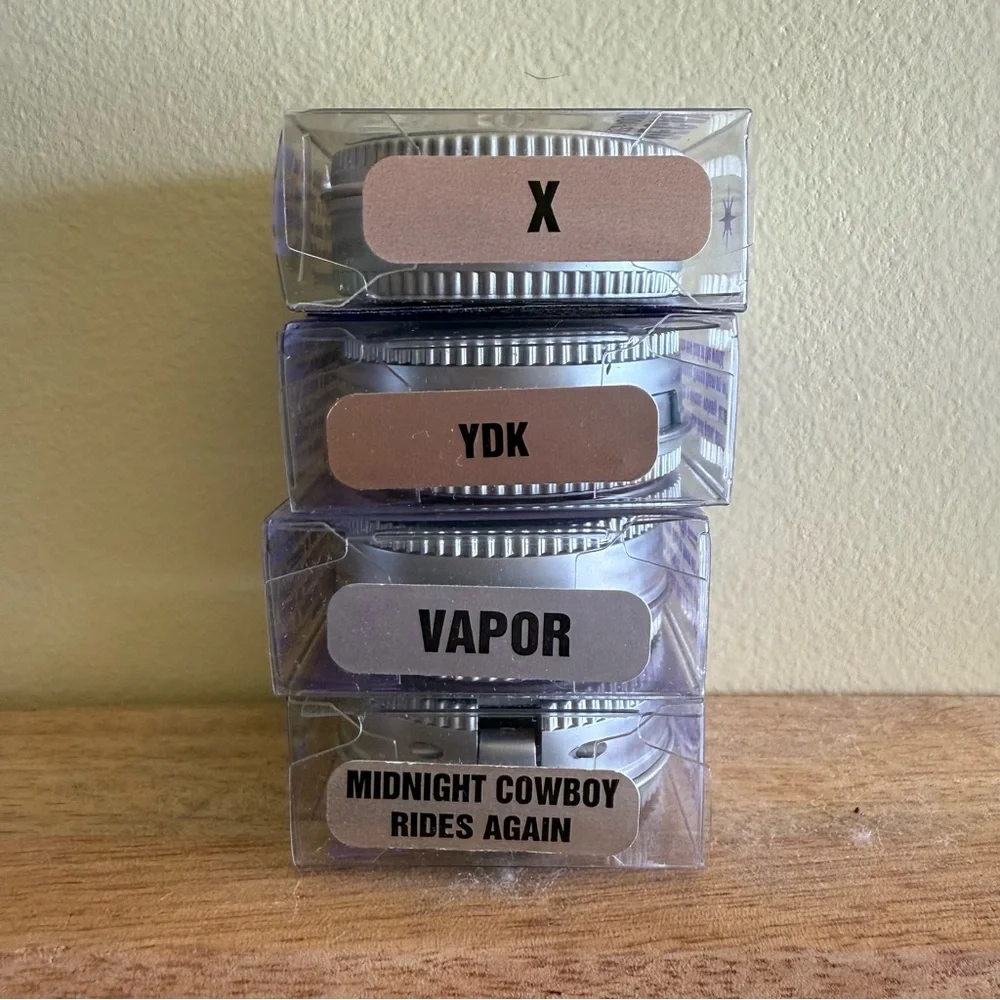 X
YDK
VAPOR
MIDNIGHT COWBOY
RIDES AGAIN